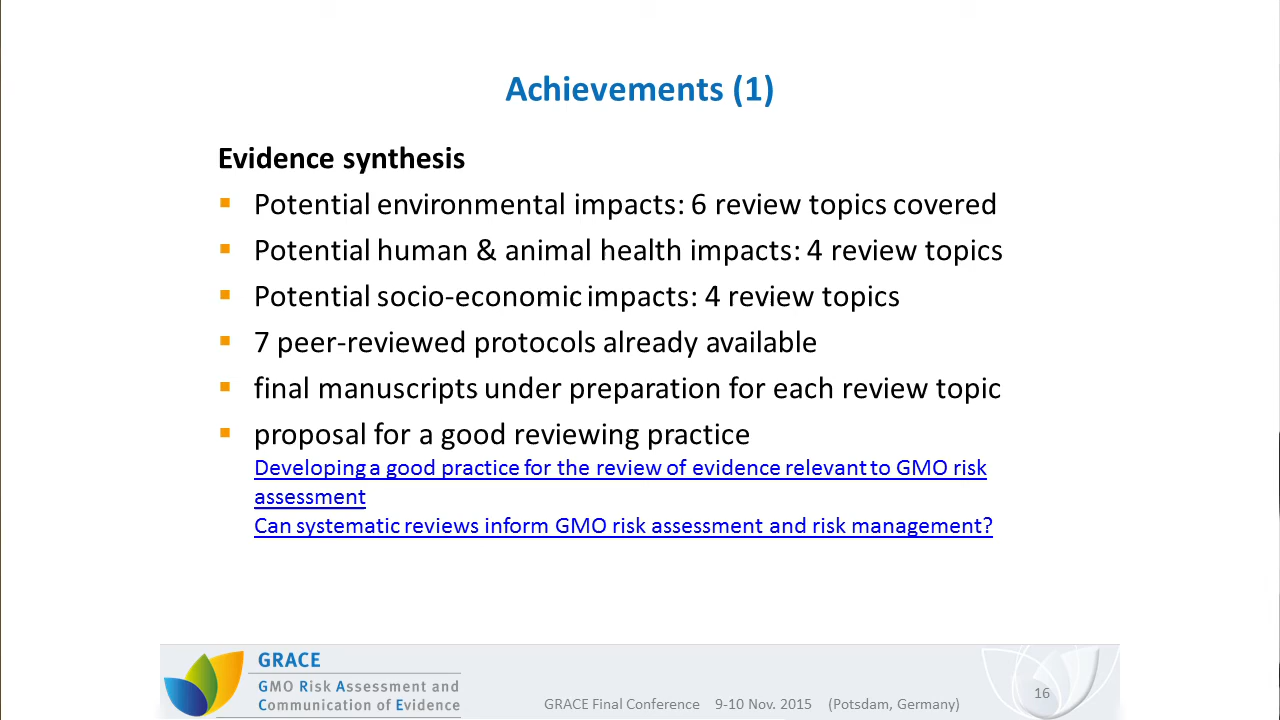 Achievements (1)
Evidence synthesis
Potential environmental impacts: 6 review topics covered
Potential human & animal health impacts: 4 review topics
Potential socio-economic impacts: 4 review topics
7 peer-reviewed protocols already available
final manuscripts under preparation for each review topic
proposal for a good reviewing practice
Developing a good practice for the review of evidence relevant to GMO risk
assessment
Can systematic reviews inform GMO risk assessment and risk management?
GRACE
GMO Risk Assessment and
Communication of Evidence
GRACE Final Conference 9-10 Nov. 2015 (Potsdam, Germany)
16